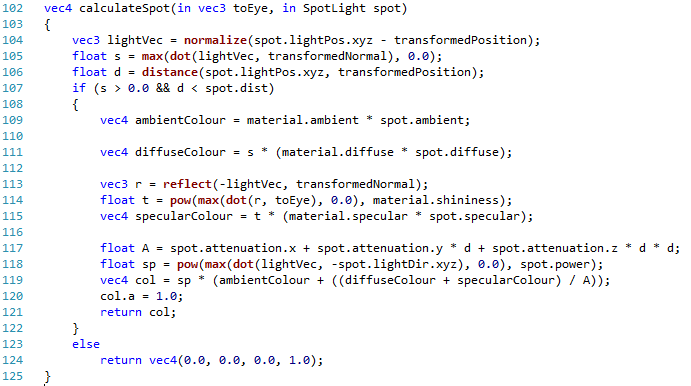 102 vec4 calculateSpot(in vec3 toEye, in SpotLight spot)
103 {
104     vec3 lightVec = normalize(spot.lightPos.xyz - transformedPosition);
105     float s = max(dot(lightVec, transformedNormal), 0.0);
106     float d = distance(spot.lightPos.xyz, transformedPosition);
107     if (s > 0.0 && d < spot.dist)
108     {
109         vec4 ambientColour = material.ambient * spot.ambient;
110
111         vec4 diffuseColour = s * (material.diffuse * spot.diffuse);
112
113         vec3 r = reflect(-lightVec, transformedNormal);
114         float t = pow(max(dot(r, toEye), 0.0), material.shininess);
115         vec4 specularColour = t * (material.specular * spot.specular);
116
117         float A = spot.attenuation.x + spot.attenuation.y * d + spot.attenuation.z * d * d;
118         float sp = pow(max(dot(lightVec, -spot.lightDir.xyz), 0.0), spot.power);
119         vec4 col = sp * (ambientColour + ((diffuseColour + specularColour) / A));
120         col.a = 1.0;
121         return col;
122     }
123     else
124         return vec4(0.0, 0.0, 0.0, 1.0);
125 }